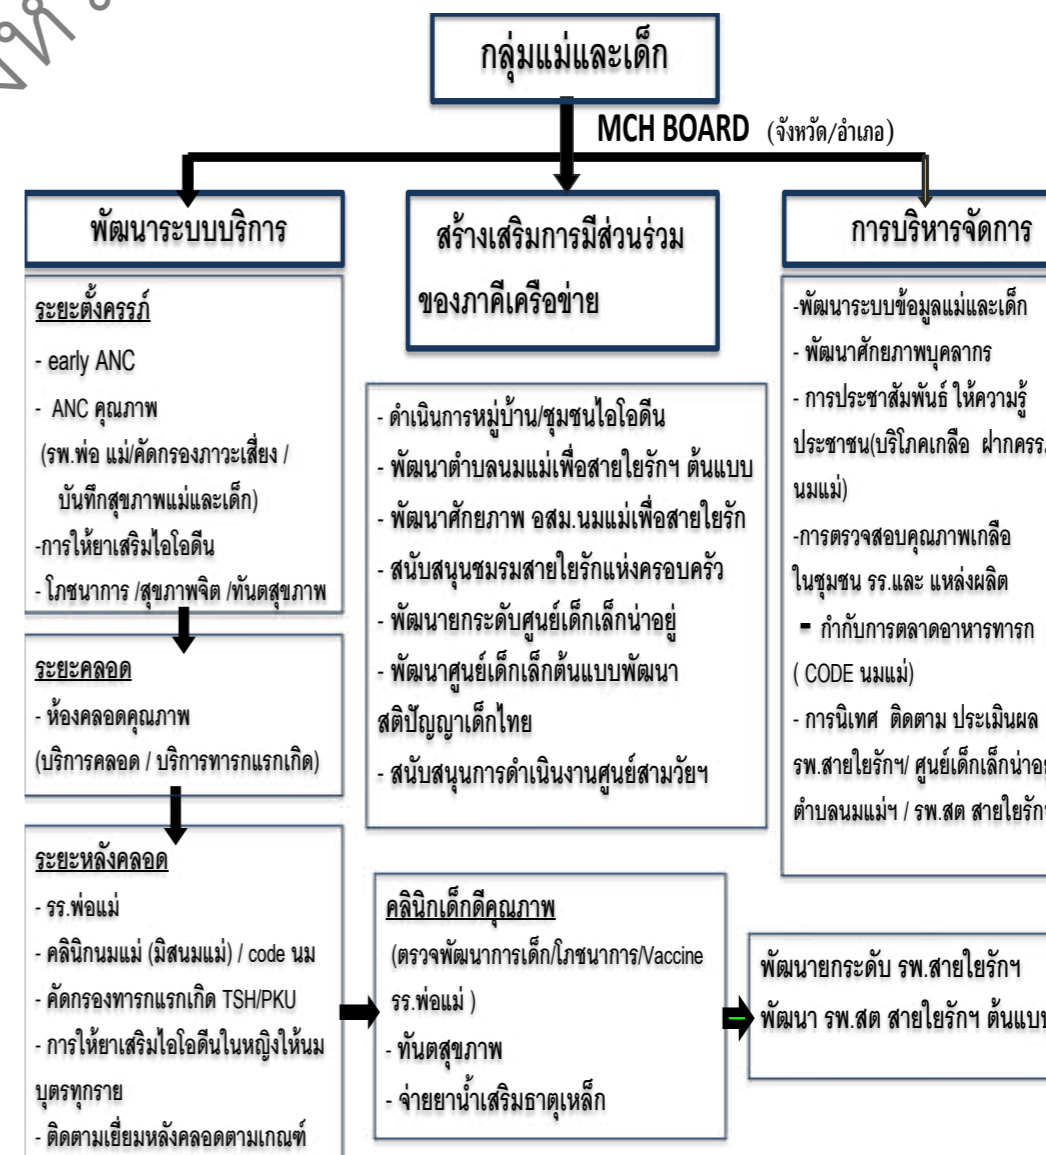 กลุ่มแม่และเด็ก
MCH BOARD (จังหวัด/อำเภอ)
พัฒนาระบบบริการ
ระยะตั้งครรภ์
- early ANC
- ANC คุณภาพ
(รพ.พ่อ แม่/คัดกรองภาวะเสี่ยง /
บันทึกสุขภาพแม่และเด็ก)
-การให้ยาเสริมไอโอดีน
- โภชนาการ /สุขภาพจิต /ทันตสุขภาพ
ระยะคลอด
- ห้องคลอดคุณภาพ
(บริการคลอด / บริการทารกแรกเกิด)
ระยะหลังคลอด
- รร.พ่อแม่
- คลินิกนมแม่ (มิสนมแม่) / code นม
- คัดกรองทารกแรกเกิด TSH/PKU
- การให้ยาเสริมไอโอดีนในหญิงให้นม
บุตรทุกราย
- ติดตามเยี่ยมหลังคลอดตามเกณฑ์
สร้างเสริมการมีส่วนร่วม
ของภาคีเครือข่าย
- ดำเนินการหมู่บ้าน/ชุมชนไอโอดีน
- พัฒนาตำบลนมแม่เพื่อสายใยรักฯ ต้นแบบ
- พัฒนาศักยภาพ อสม.นมแม่เพื่อสายใยรัก
- สนับสนุนชมรมสายใยรักแห่งครอบครัว
- พัฒนายกระดับศูนย์เด็กเล็กน่าอยู่
- พัฒนาศูนย์เด็กเล็กต้นแบบพัฒนา
สติปัญญาเด็กไทย
- สนับสนุนการดำเนินงานศูนย์สามวัยฯ
คลินิกเด็กดีคุณภาพ
(ตรวจพัฒนาการเด็ก/โภชนาการ/Vaccine
รร.พ่อแม่ )
- ทันตสุขภาพ
- จ่ายยาน้ำเสริมธาตุเหล็ก
การบริหารจัดการ
-พัฒนาระบบข้อมูลแม่และเด็ก
- พัฒนาศักยภาพบุคลากร
- การประชาสัมพันธ์ ให้ความรู้
ประชาชน(บริโภคเกลือ ฝากครร
นมแม่)
-การตรวจสอบคุณภาพเกลือ
ในชุมชน รร.และ แหล่งผลิต
- กำกับการตลาดอาหารทารก
( CODE นมแม่)
- การนิเทศ ติดตาม ประเมินผล
รพ.สายใยรักฯ/ ศูนย์เด็กเล็กน่าอยู่
ตำบลนมแม่ฯ / รพ.สต สายใยรัก
พัฒนายกระดับ รพ.สายใยรักฯ
พัฒนา รพ.สต สายใยรักฯ ต้นแบบ